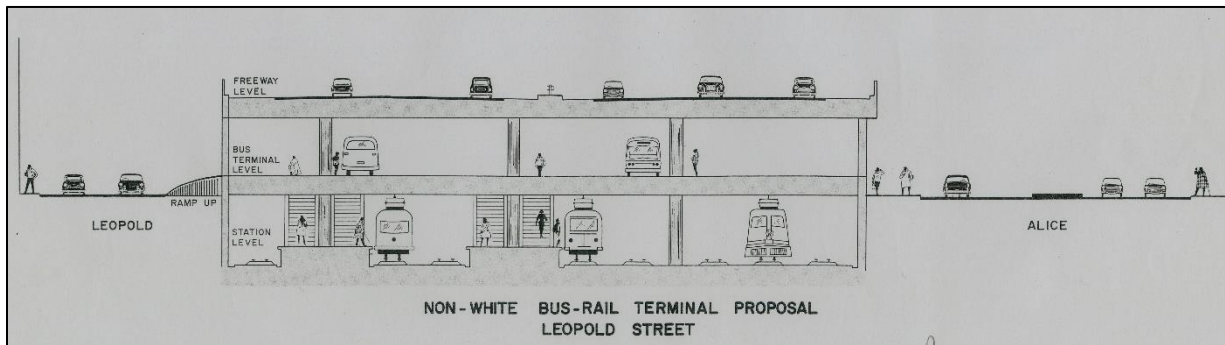 FREEWAY
LEVEL
BUS
TERMINAL
LEVEL
RAMP UP
LEOPOLD
STATION
LEVEL
ALICE
NON-WHITE BUS-RAIL TERMINAL PROPOSAL
LEOPOLD STREET